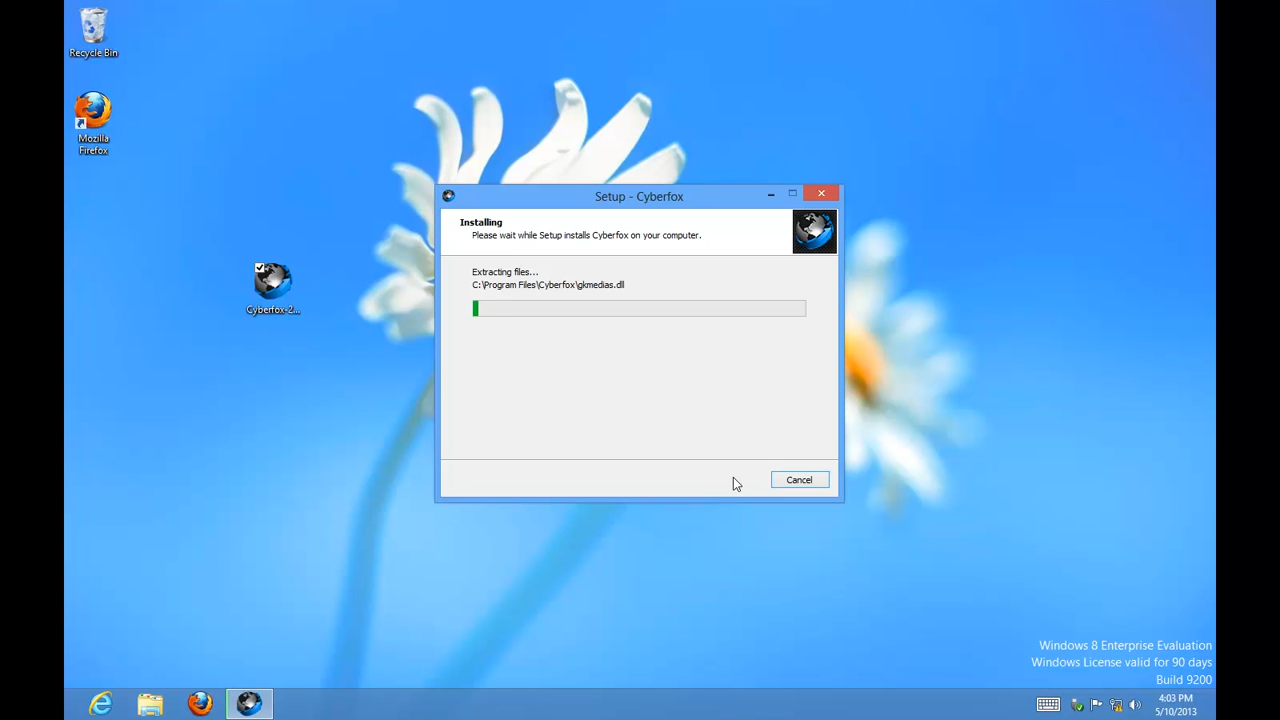 Recycle Bin
Mozilla
Firefox
Cyberfox-2...
Setup - Cyberfox
Installing
Please wait while Setup installs Cyberfox on your computer.
Extracting files...
C:\Program Files\Cyberfox\gkmedias.dll
Cancel
Windows 8 Enterprise Evaluation
Windows License valid for 90 days
Build 9200
4:03 PM
5/10/2013